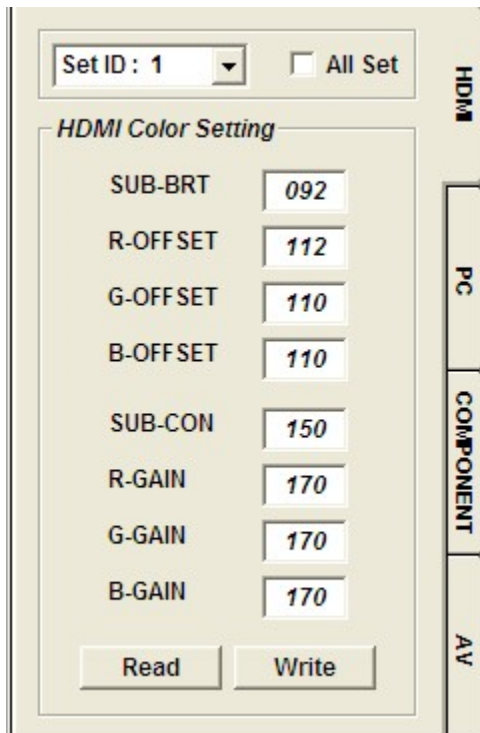 Set ID : 1
All Set
HDMI Color Setting
SUB-BRT 092
R-OFFSET 112
G-OFFSET 110
B-OFFSET 110
SUB-CON 150
R-GAIN 170
G-GAIN 170
B-GAIN 170
Read Write
HDMI
PC
COMPONENT
AV